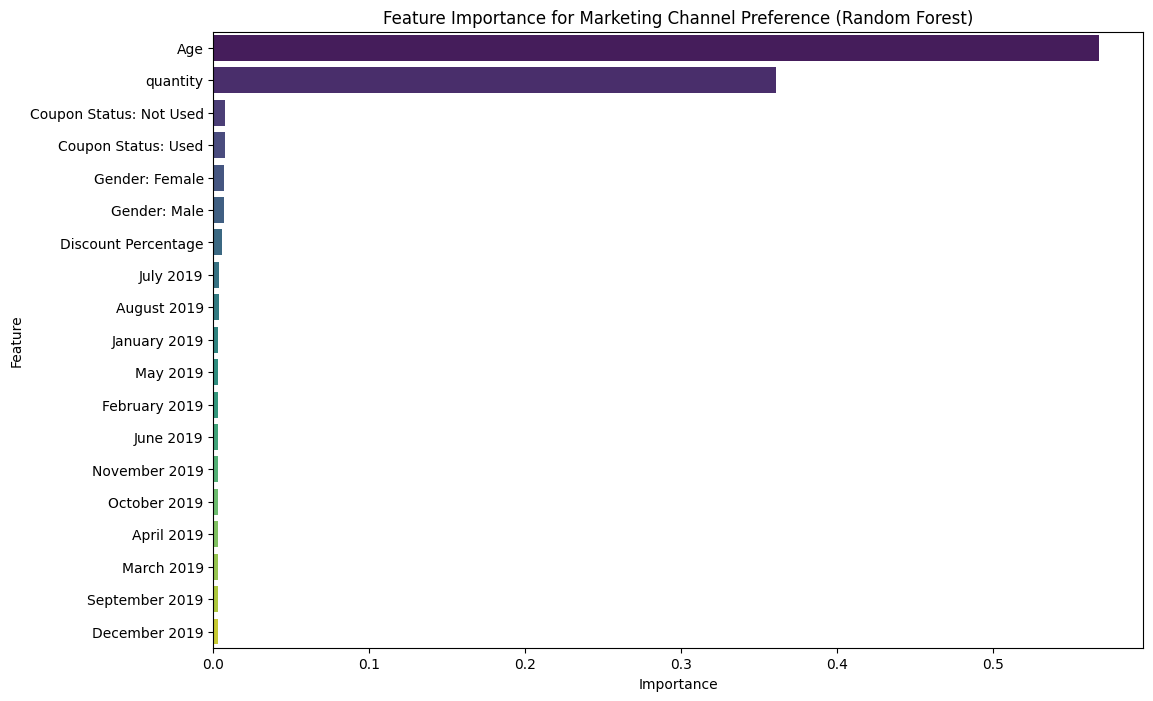 Feature Importance for Marketing Channel Preference (Random Forest)
Feature
Age
quantity
Coupon Status: Not Used
Coupon Status: Used
Gender: Female
Gender: Male
Discount Percentage
July 2019
August 2019
January 2019
May 2019
February 2019
June 2019
November 2019
October 2019
April 2019
March 2019
September 2019
December 2019
0.0 0.1 0.2 0.3 0.4 0.5
Importance